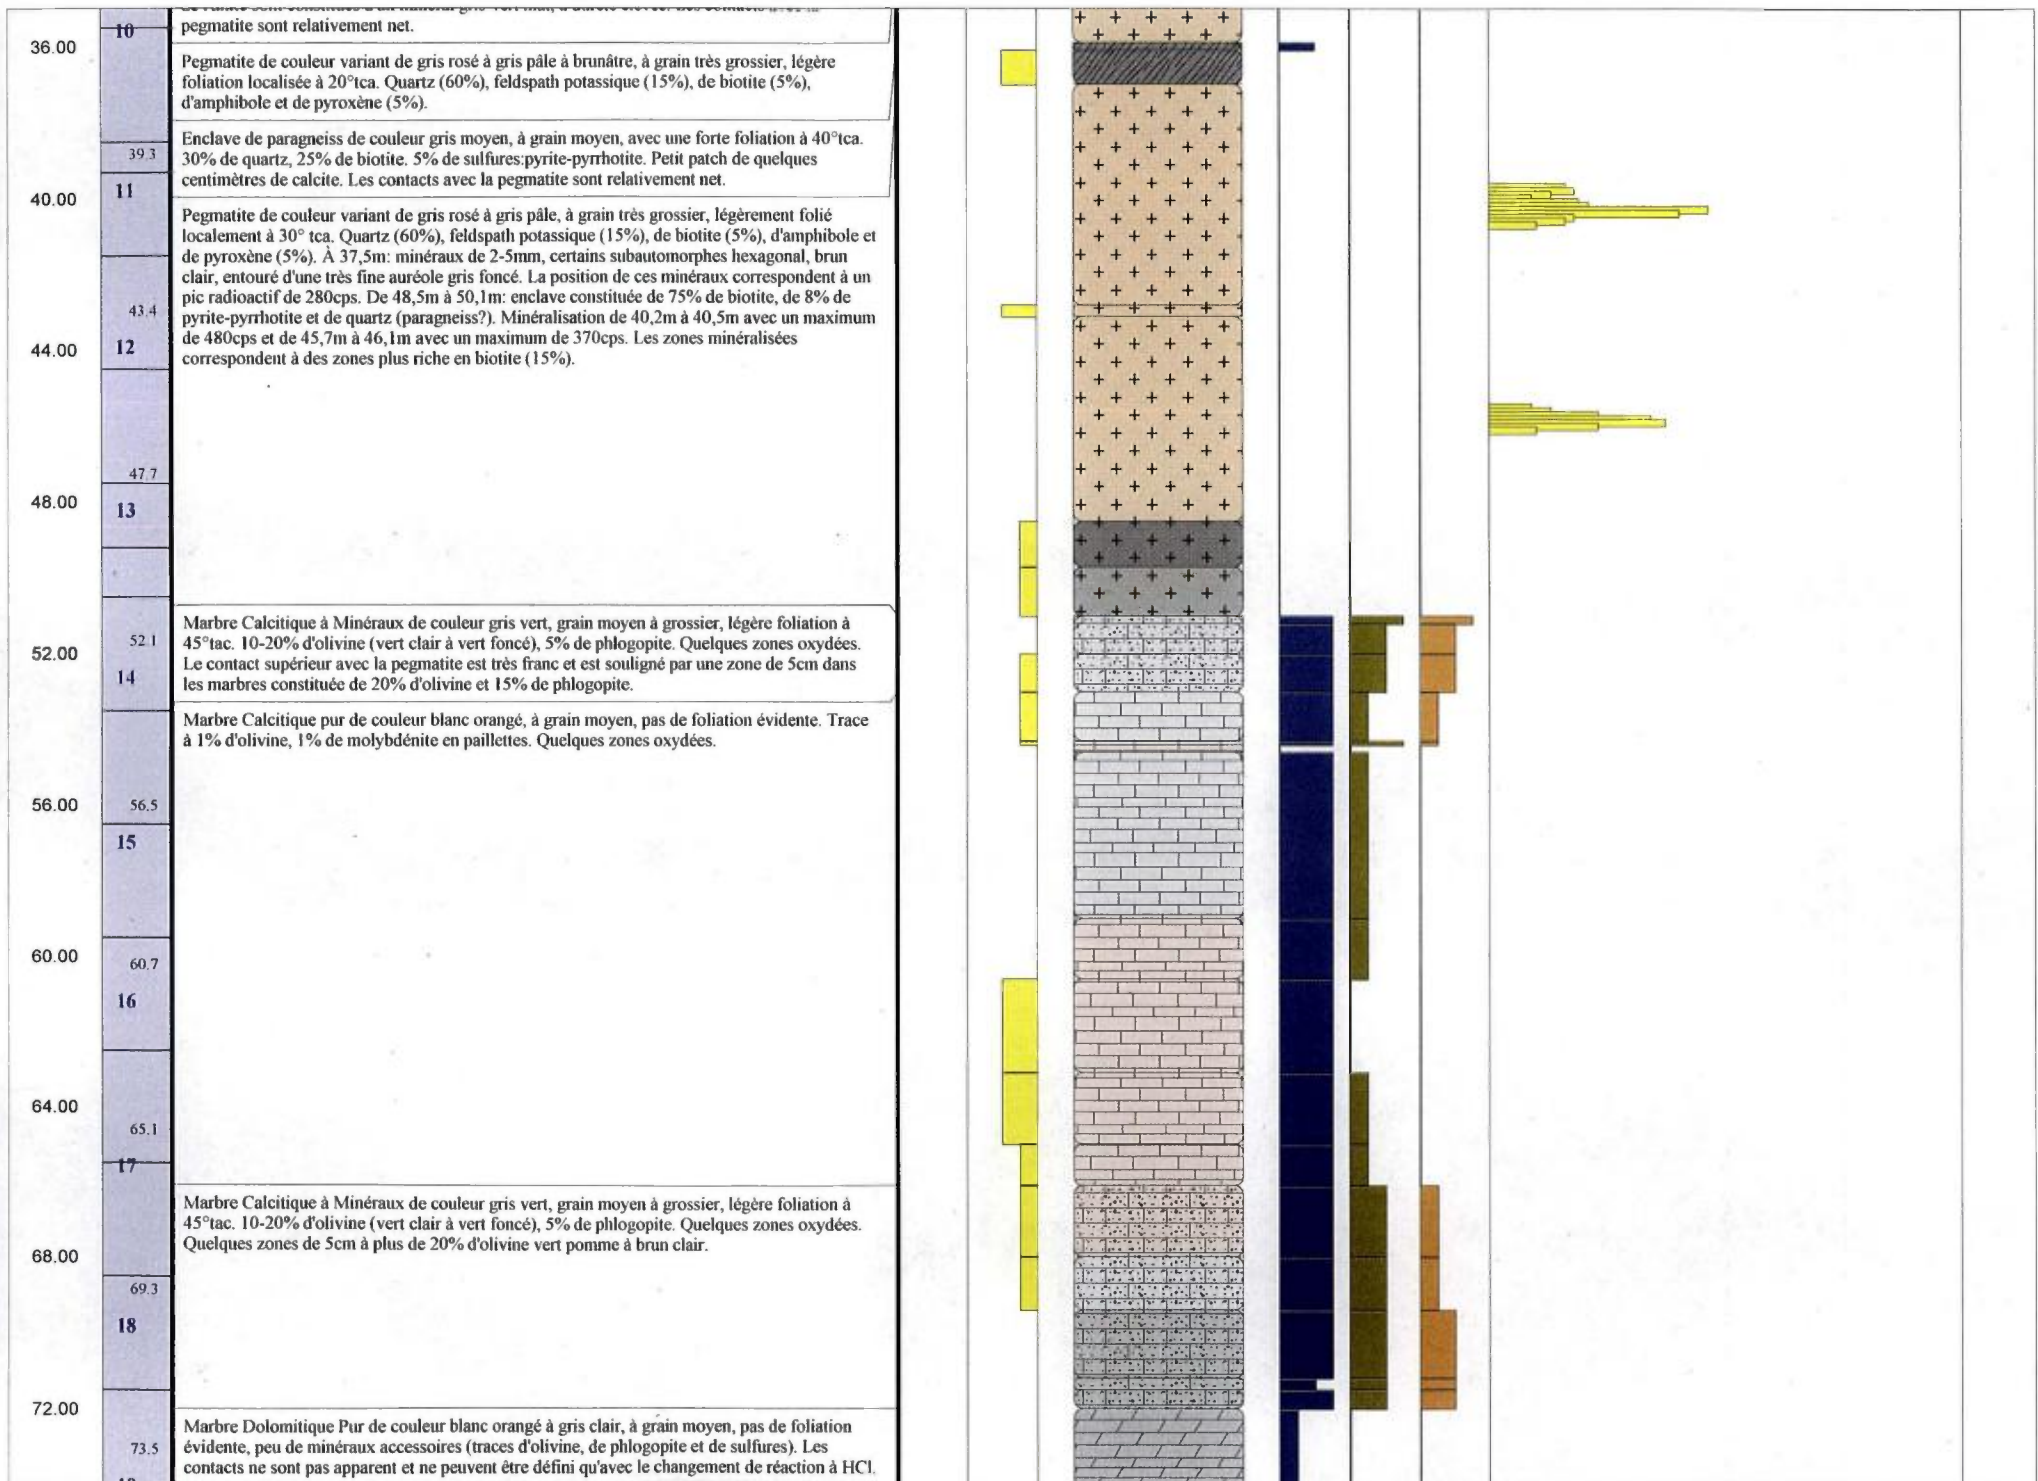 pegmatite sont relativement net.
Pegmatite de couleur variant de gris rosé à gris pâle à brunâtre, à grain très grossier, légère
foliation localisée à 20°tca. Quartz (60%), feldspath potassique (15%), de biotite (5%),
d'amphibole et de pyroxène (5%).
Enclave de paragneiss de couleur gris moyen, à grain moyen, avec une forte foliation à 40°tca.
30% de quartz, 25% de biotite. 5% de sulfures:pyrite-pyrrhotite. Petit patch de quelques
centimètres de calcite. Les contacts avec la pegmatite sont relativement net.
Pegmatite de couleur variant de gris rosé à gris pâle, à grain très grossier, légèrement folié
localement à 30° tca. Quartz (60%), feldspath potassique (15%), de biotite (5%), d'amphibole et
de pyroxène (5%). À 37,5m: minéraux de 2-5mm, certains subautomorphes hexagonal, brun
clair, entouré d'une très fine auréole gris foncé. La position de ces minéraux correspondent à un
pic radioactif de 280cps. De 48,5m à 50,1m: enclave constituée de 75% de biotite, de 8% de
pyrite-pyrrhotite et de quartz (paragneiss?). Minéralisation de 40,2m à 40,5m avec un maximum
de 480cps et de 45,7m à 46,1m avec un maximum de 370cps. Les zones minéralisées
correspondent à des zones plus riche en biotite (15%).
Marbre Calcitique à Minéraux de couleur gris vert, grain moyen à grossier, légère foliation à
45°tac. 10-20% d'olivine (vert clair à vert foncé), 5% de phlogopite. Quelques zones oxydées.
Le contact supérieur avec la pegmatite est très franc et est souligné par une zone de 5cm dans
les marbres constituée de 20% d'olivine et 15% de phlogopite.
Marbre Calcitique pur de couleur blanc orangé, à grain moyen, pas de foliation évidente. Trace
à 1% d'olivine, 1% de molybdénite en paillettes. Quelques zones oxydées.
Marbre Calcitique à Minéraux de couleur gris vert, grain moyen à grossier, légère foliation à
45°tac. 10-20% d'olivine (vert clair à vert foncé), 5% de phlogopite. Quelques zones oxydées.
Quelques zones de 5cm à plus de 20% d'olivine vert pomme à brun clair.
Marbre Dolomitique Pur de couleur blanc orangé à gris clair, à grain moyen, pas de foliation
évidente, peu de minéraux accessoires (traces d'olivine, de phlogopite et de sulfures). Les
contacts ne sont pas apparent et ne peuvent être défini qu'avec le changement de réaction à HCl.
36.00
40.00
44.00
48.00
52.00
56.00
60.00
64.00
68.00
72.00
10
39.3
11
43.4
12
47.7
13
52.1
14
56.5
15
60.7
16
65.1
17
69.3
18
73.5